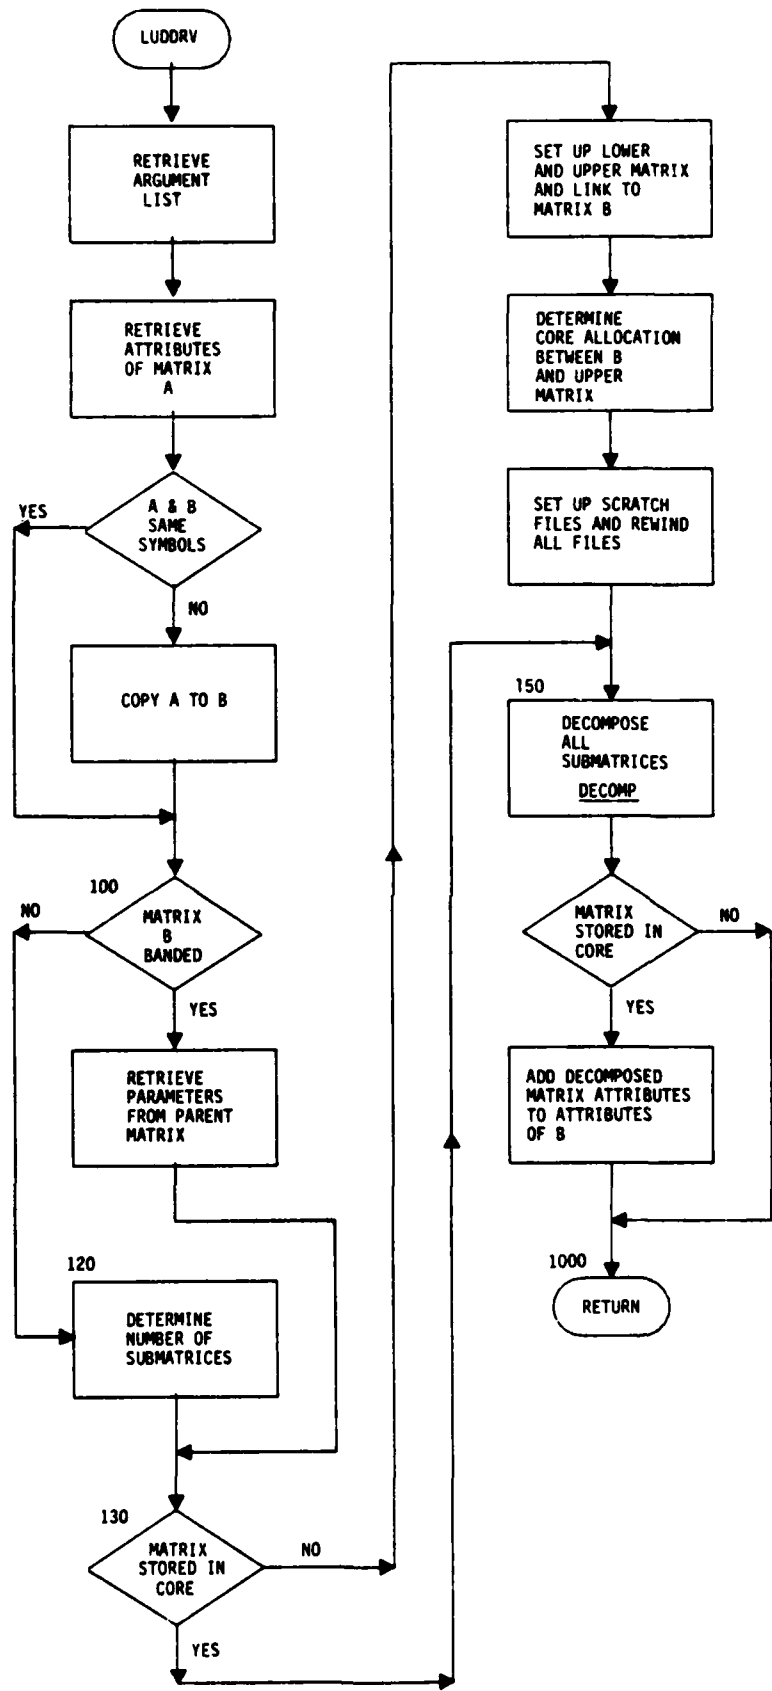 LUDDRV
RETRIEVE
ARGUMENT
LIST
RETRIEVE
ATTRIBUTES
OF MATRIX
A
A & B
SAME
SYMBOLS
YES
NO
COPY A TO B
100
MATRIX
B
BANDED
NO
YES
RETRIEVE
PARAMETERS
FROM PARENT
MATRIX
120
DETERMINE
NUMBER OF
SUBMATRICES
130
MATRIX
STORED IN
CORE
NO
YES
SET UP LOWER
AND UPPER MATRIX
AND LINK TO
MATRIX B
DETERMINE
CORE ALLOCATION
BETWEEN B
AND UPPER
MATRIX
SET UP SCRATCH
FILES AND REWIND
ALL FILES
150
DECOMPOSE
ALL
SUBMATRICES
DECOMP
MATRIX
STORED IN
CORE
NO
YES
ADD DECOMPOSED
MATRIX ATTRIBUTES
TO ATTRIBUTES
OF B
1000
RETURN